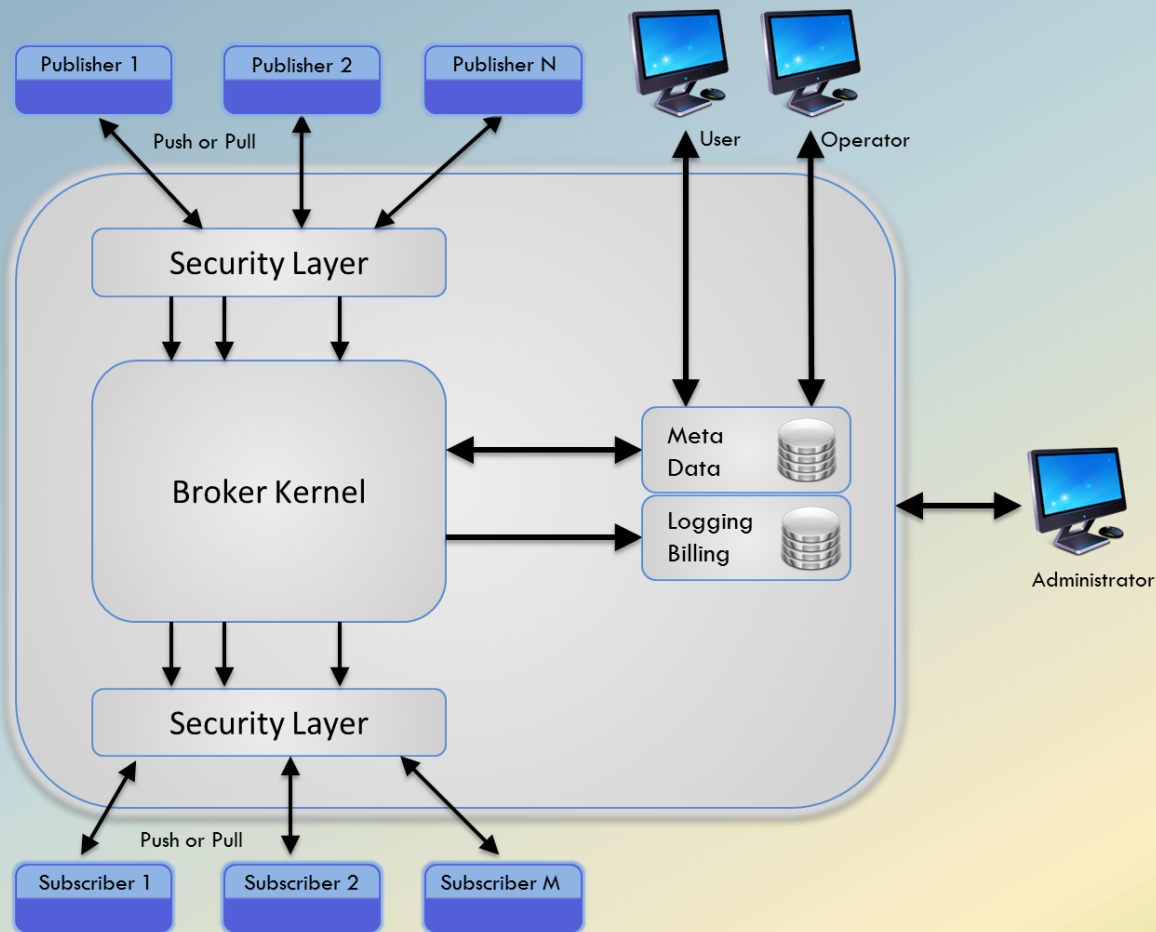 Publisher 1
Publisher 2
Publisher N
Push or Pull
User
Operator
Security Layer
Meta
Data
Broker Kernel
Logging
Billing
Administrator
Security Layer
Push or Pull
Subscriber 1
Subscriber 2
Subscriber M